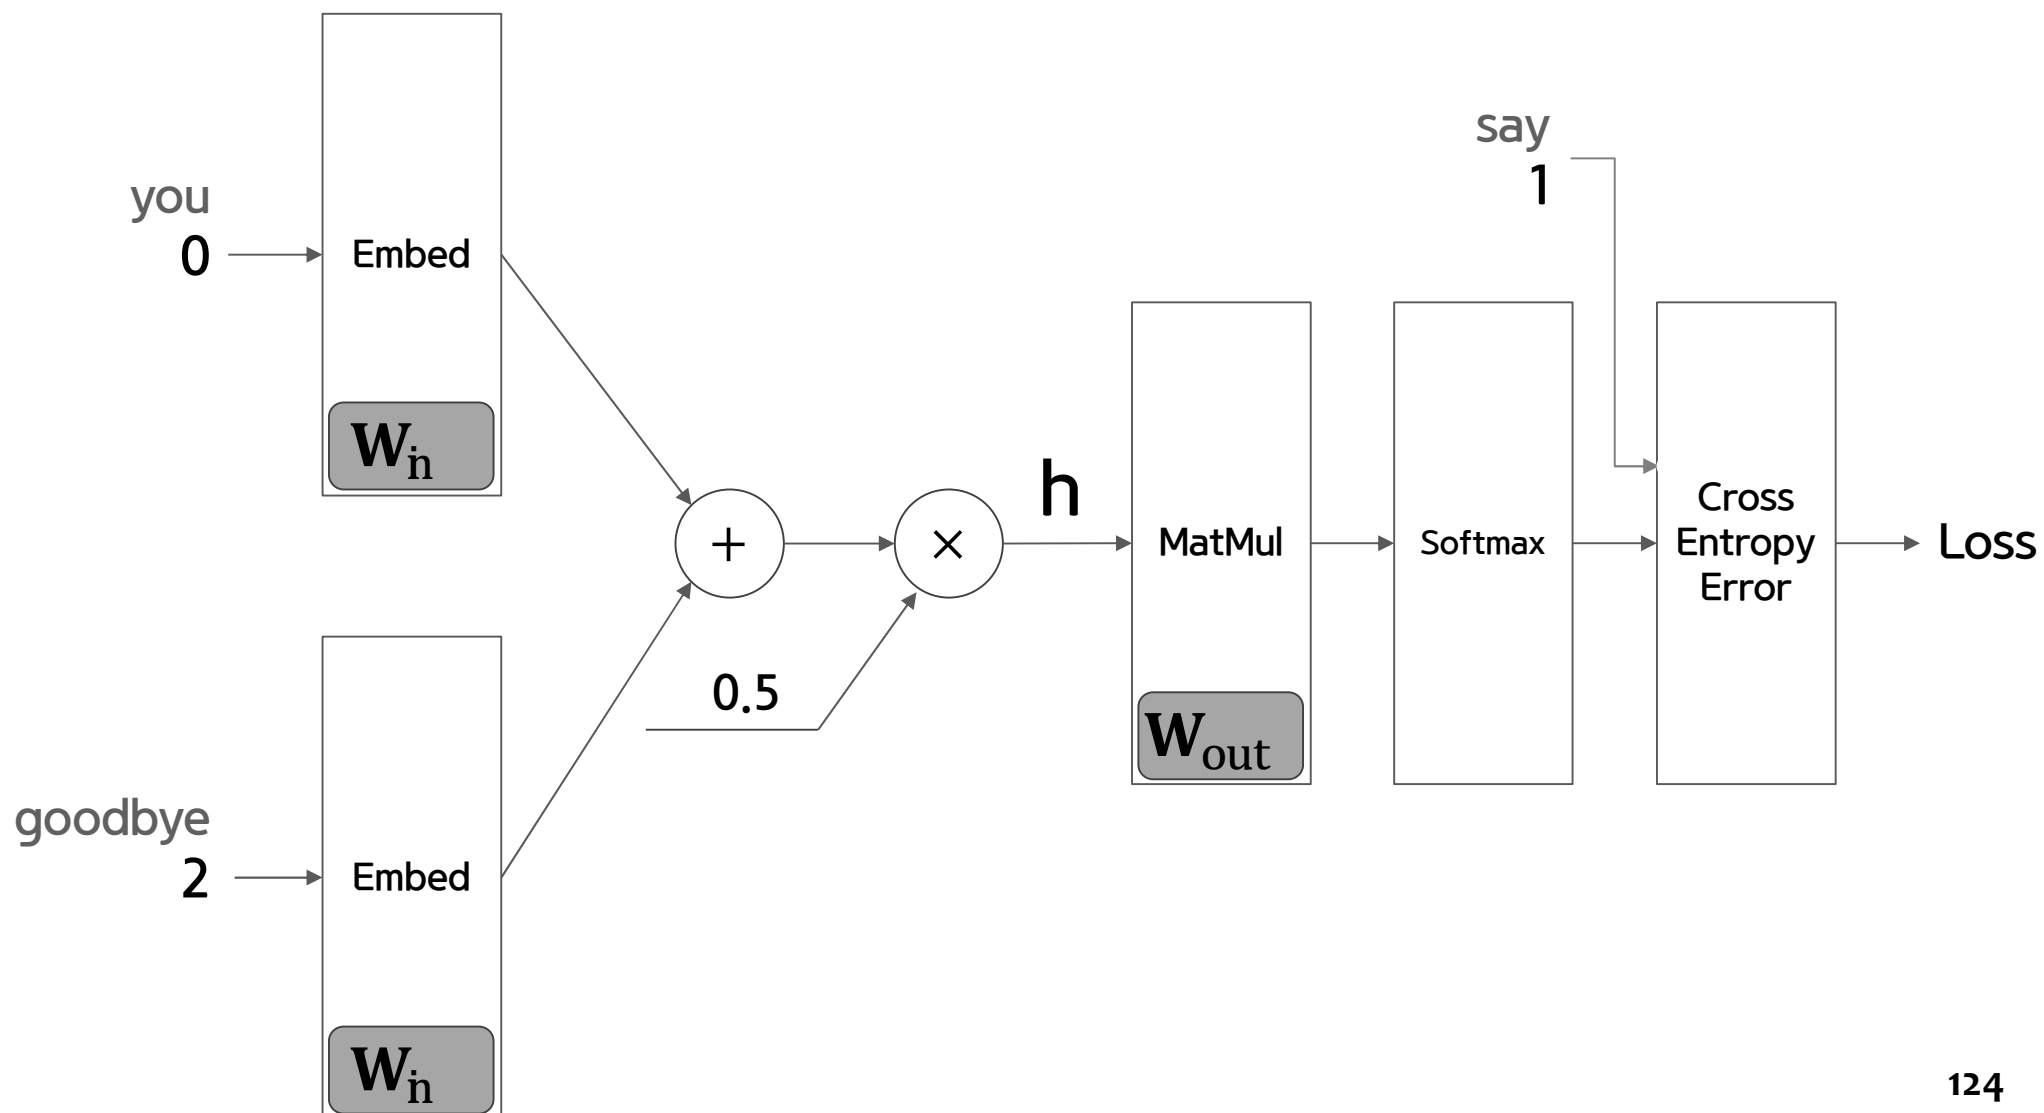 you
0
Embed
W_in
goodbye
2
Embed
W_in
+
0.5
×
h
MatMul
W_out
Softmax
say
1
Cross
Entropy
Error
Loss
124